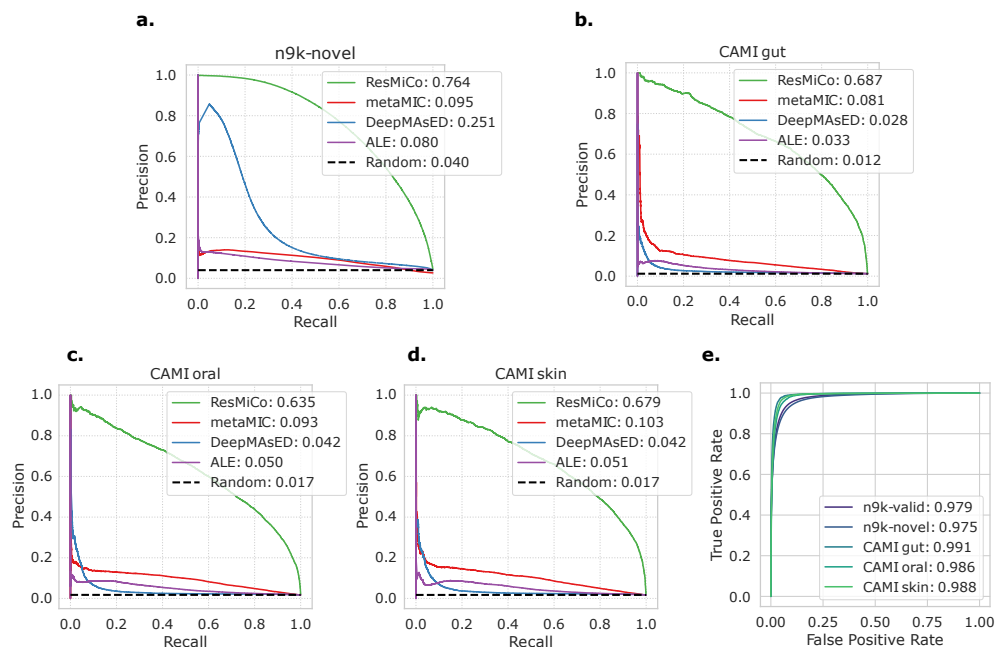 a.
n9k-novel
Precision
1.0
0.8
0.6
0.4
0.2
0.0
0.0 0.2 0.4 0.6 0.8 1.0
Recall
ResMiCo: 0.764
metaMIC: 0.095
DeepMAsED: 0.251
ALE: 0.080
Random: 0.040
b.
CAMI gut
Precision
1.0
0.8
0.6
0.4
0.2
0.0
0.0 0.2 0.4 0.6 0.8 1.0
Recall
ResMiCo: 0.687
metaMIC: 0.081
DeepMAsED: 0.028
ALE: 0.033
Random: 0.012
c.
CAMI oral
Precision
1.0
0.8
0.6
0.4
0.2
0.0
0.0 0.2 0.4 0.6 0.8 1.0
Recall
ResMiCo: 0.635
metaMIC: 0.093
DeepMAsED: 0.042
ALE: 0.050
Random: 0.017
d.
CAMI skin
Precision
1.0
0.8
0.6
0.4
0.2
0.0
0.0 0.2 0.4 0.6 0.8 1.0
Recall
ResMiCo: 0.679
metaMIC: 0.103
DeepMAsED: 0.042
ALE: 0.051
Random: 0.017
e.
True Positive Rate
1.0
0.8
0.6
0.4
0.2
0.0
0.00 0.25 0.50 0.75 1.00
False Positive Rate
n9k-valid: 0.979
n9k-novel: 0.975
CAMI gut: 0.991
CAMI oral: 0.986
CAMI skin: 0.988